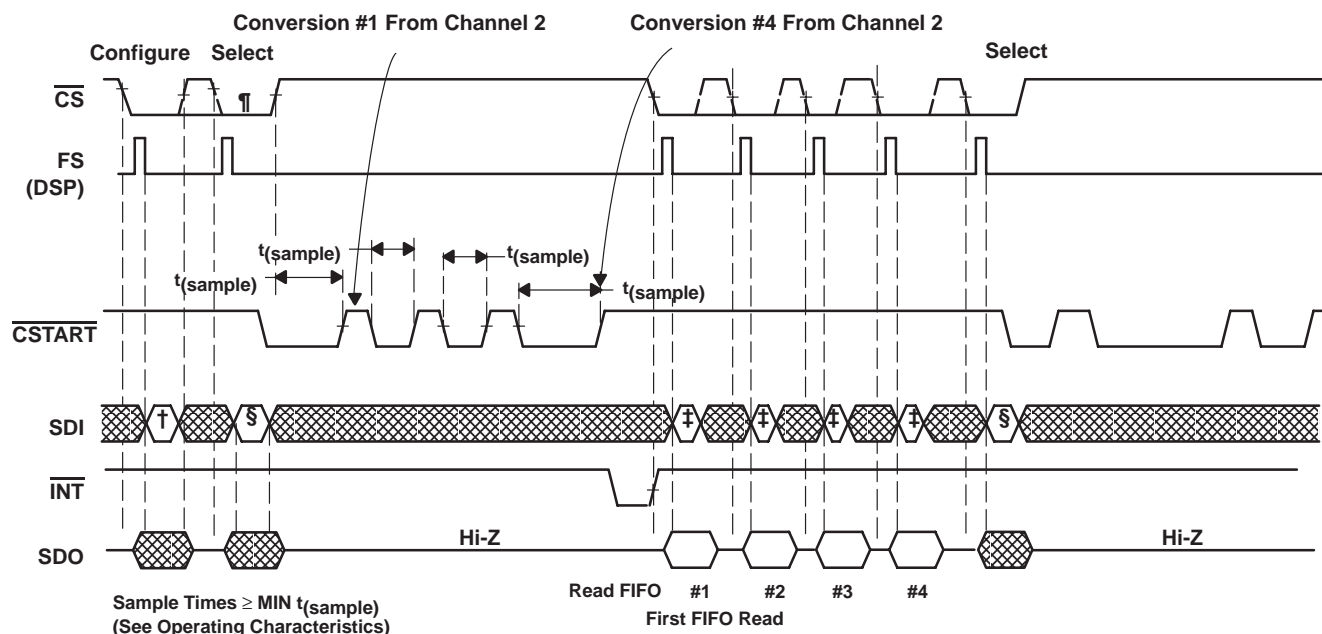 Conversion #1 From Channel 2
Conversion #4 From Channel 2
Configure
Select
Select
CS
¶
FS
(DSP)
t(sample)
t(sample)
t(sample)
t(sample)
CSTART
SDI
†
§
‡
‡
‡
‡
§
INT
SDO
Hi-Z
Hi-Z
Read FIFO
#1
#2
#3
#4
First FIFO Read
Sample Times ≥ MIN t(sample)
(See Operating Characteristics)